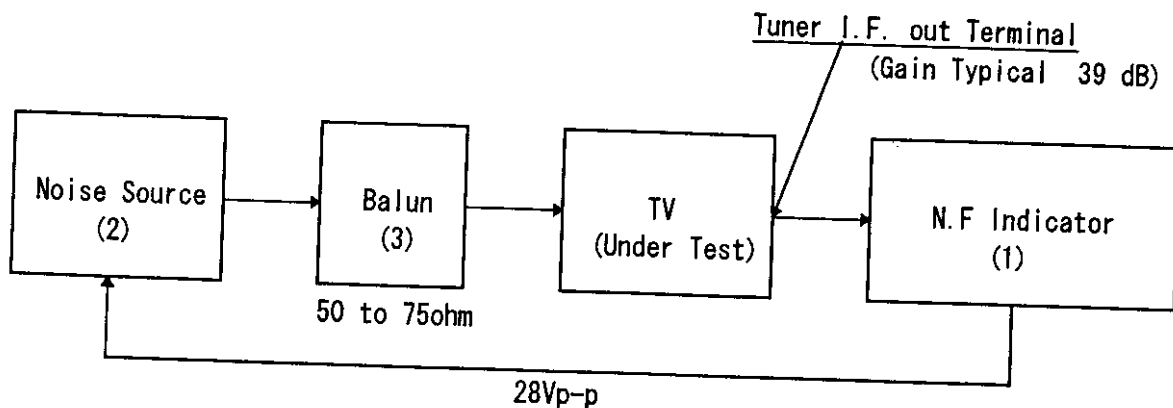 Tuner I.F. out Terminal
(Gain Typical 39 dB)
Noise Source
(2)
Balun
(3)
50 to 75ohm
TV
(Under Test)
N.F Indicator
(1)
28Vp-p